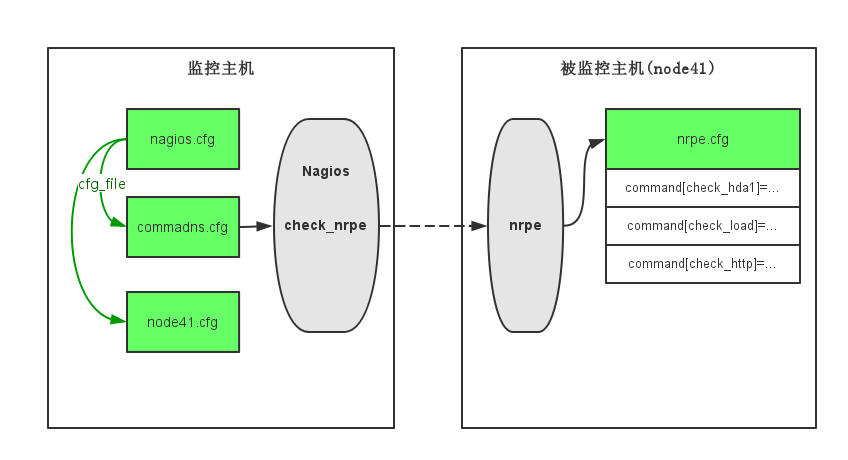 监控主机
nagios.cfg
cfg_file
commadns.cfg
node41.cfg
Nagios
check_nrpe
被监控主机(node41)
nrpe
nrpe.cfg
command[check_hda1]=...
command[check_load]=...
command[check_http]=...